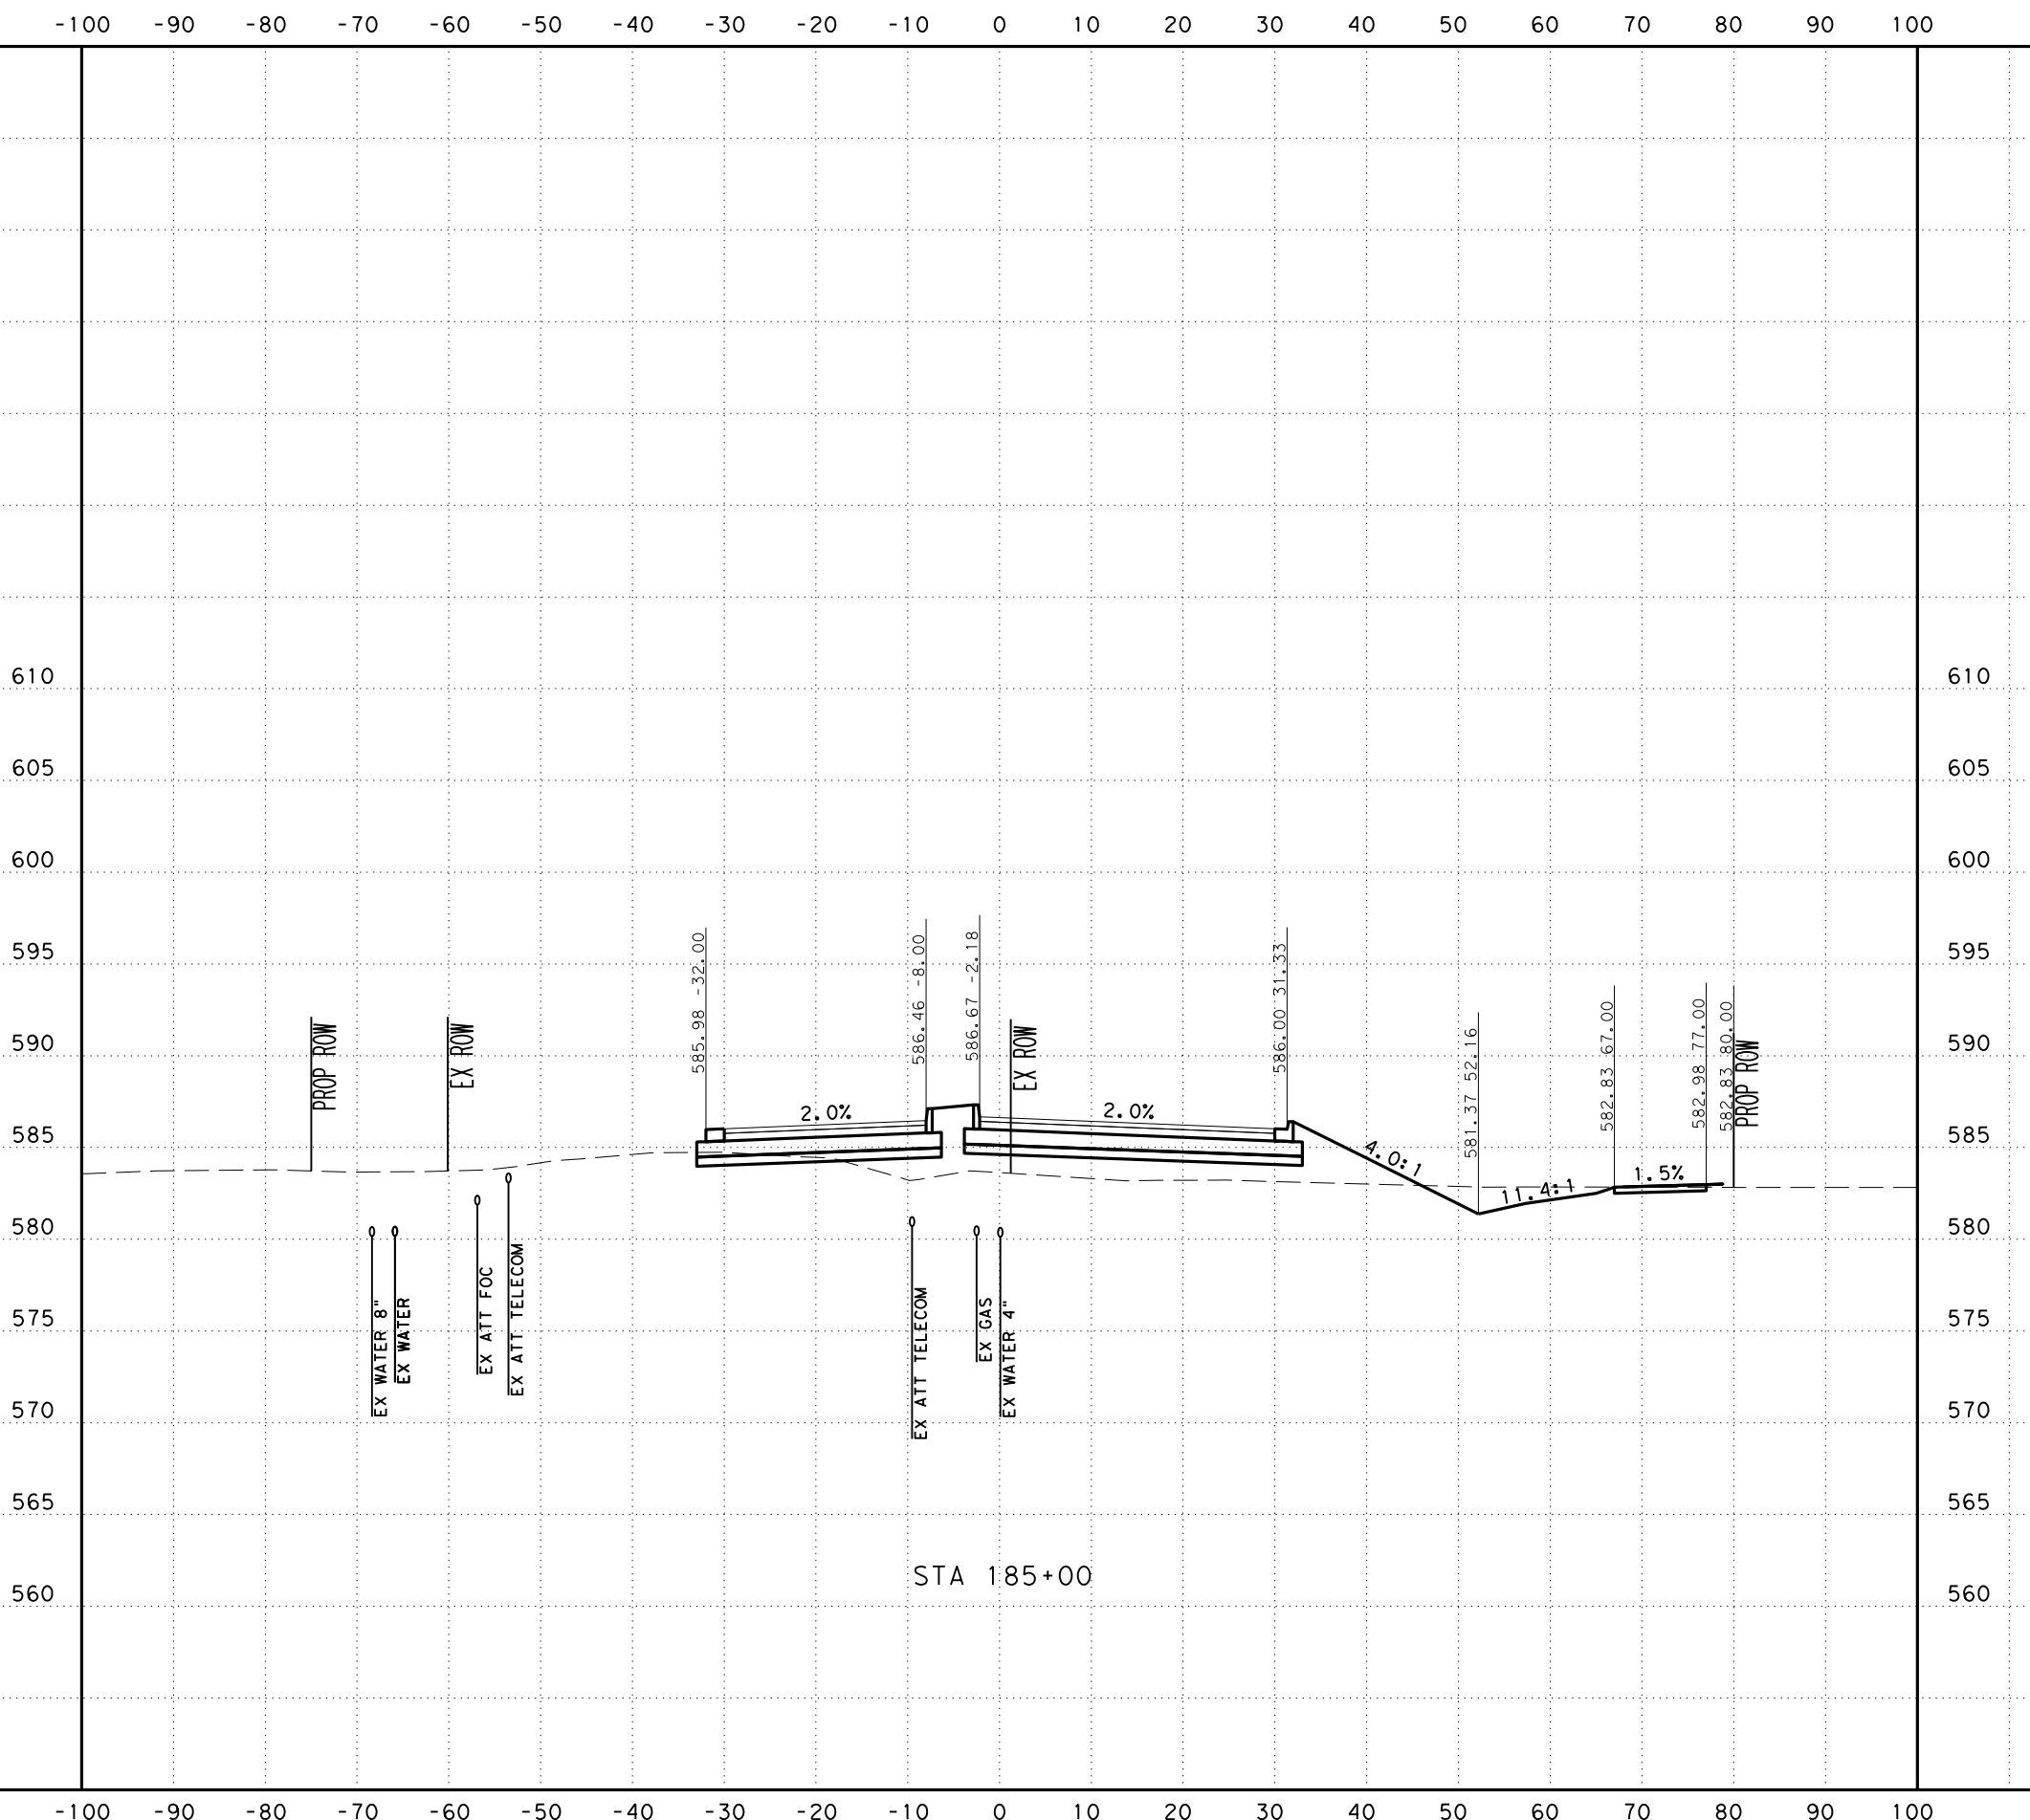 -100 -90 -80 -70 -60 -50 -40 -30 -20 -10 0 10 20 30 40 50 60 70 80 90 100
610 610
605 605
600 600
595 595
590 590
585 585
580 580
575 575
570 570
565 565
560 560
PROP ROW
EX ROW
585.98 -32.00
586.46 -8.00
586.67 -2.18
EX ROW
586.00 31.33
581.37 52.16
582.83 67.00
582.98 77.00
582.83 80.00
PROP ROW
2.0%
2.0%
4.0:1
11.4:1
1.5%
EX WATER 8"
EX WATER
EX ATT FOC
EX ATT TELECOM
EX ATT TELECOM
EX GAS
EX WATER 4"
STA 185+00
-100 -90 -80 -70 -60 -50 -40 -30 -20 -10 0 10 20 30 40 50 60 70 80 90 100